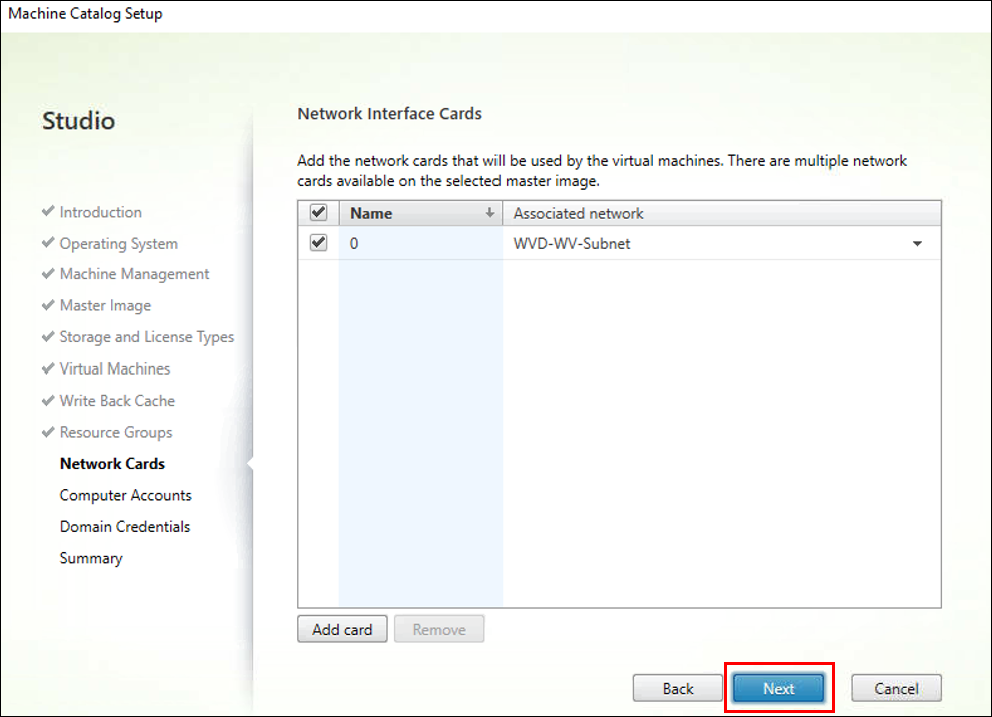 Machine Catalog Setup
Studio
Introduction
Operating System
Machine Management
Master Image
Storage and License Types
Virtual Machines
Write Back Cache
Resource Groups
Network Cards
Computer Accounts
Domain Credentials
Summary
Network Interface Cards
Add the network cards that will be used by the virtual machines. There are multiple network
cards available on the selected master image.
Name Associated network
0 WVD-WV-Subnet
Add card Remove
Back Next Cancel